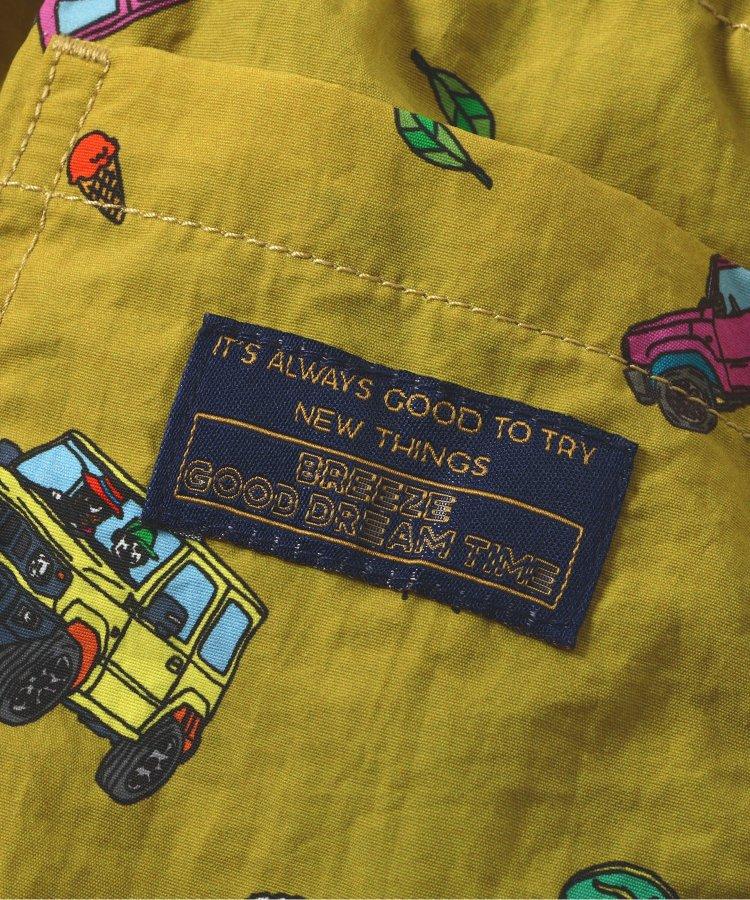 IT'S ALWAYS GOOD TO TRY
NEW THINGS
BREEZE
GOOD DREAM TIME